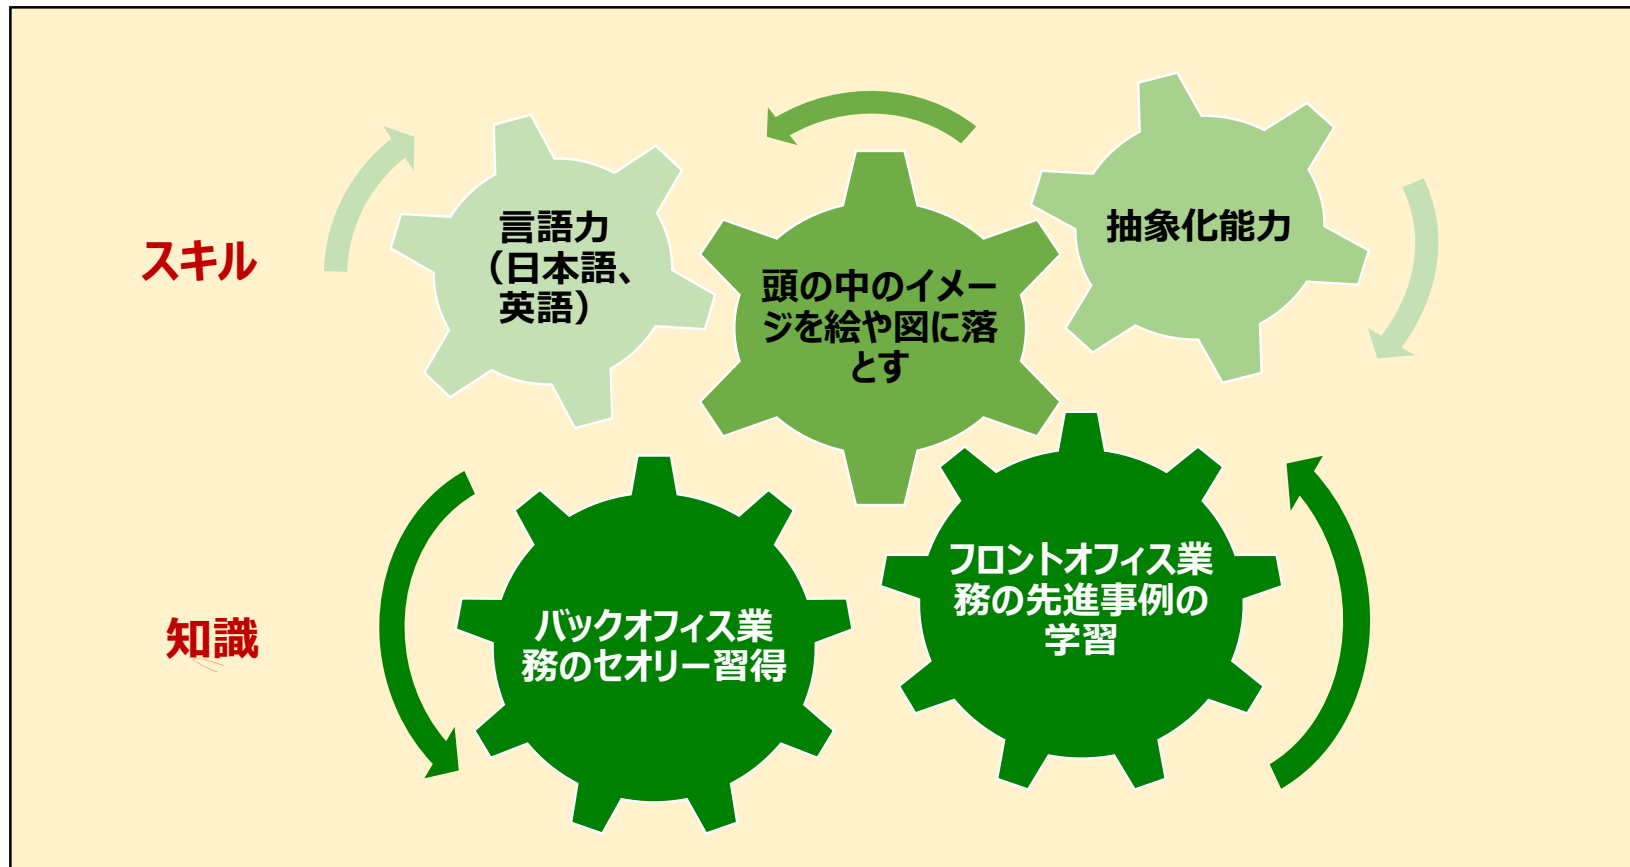 スキル
言語力
（日本語、
英語）
頭の中のイメー
ジを絵や図に落
とす
抽象化能力
知識
バックオフィス業
務のセオリー習得
フロントオフィス業
務の先進事例の
学習